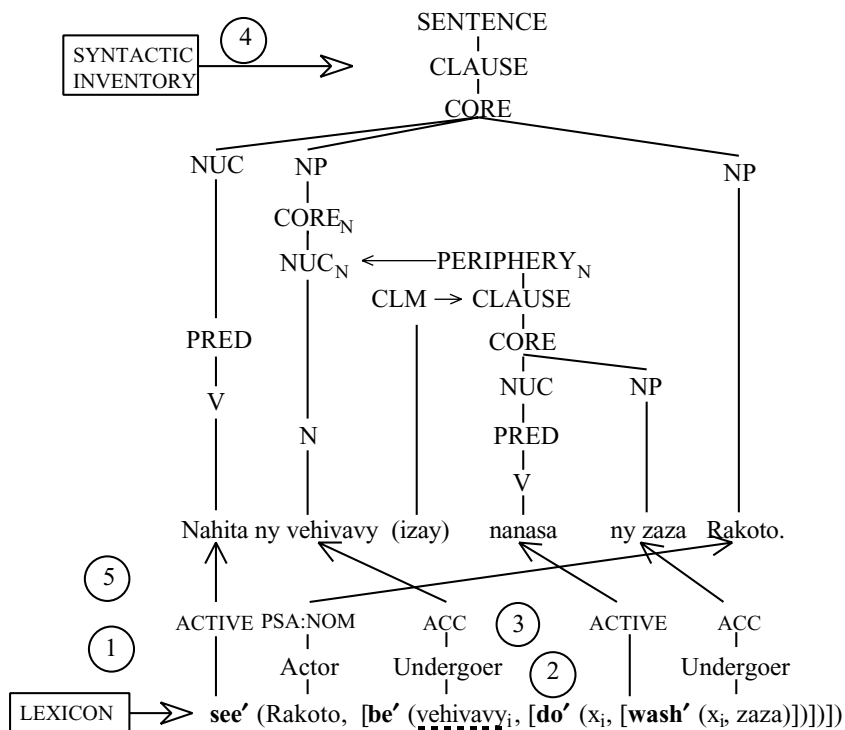 SENTENCE
4
SYNTACTIC
INVENTORY
CLAUSE
CORE
NUC NP NP
CORE_N
NUC_N PERIPHERY_N
CLM CLAUSE
PRED CORE
NUC NP
V
N PRED
V
Nahita ny vehivavy (izay) nanasa ny zaza Rakoto.
5
ACTIVE PSA:NOM ACC 3 ACTIVE ACC
1 Actor Undergoer 2 Undergoer
LEXICON see′ (Rakoto, [be′ (vehivavy_i, [do′ (x_i, [wash′ (x_i, zaza)])])])